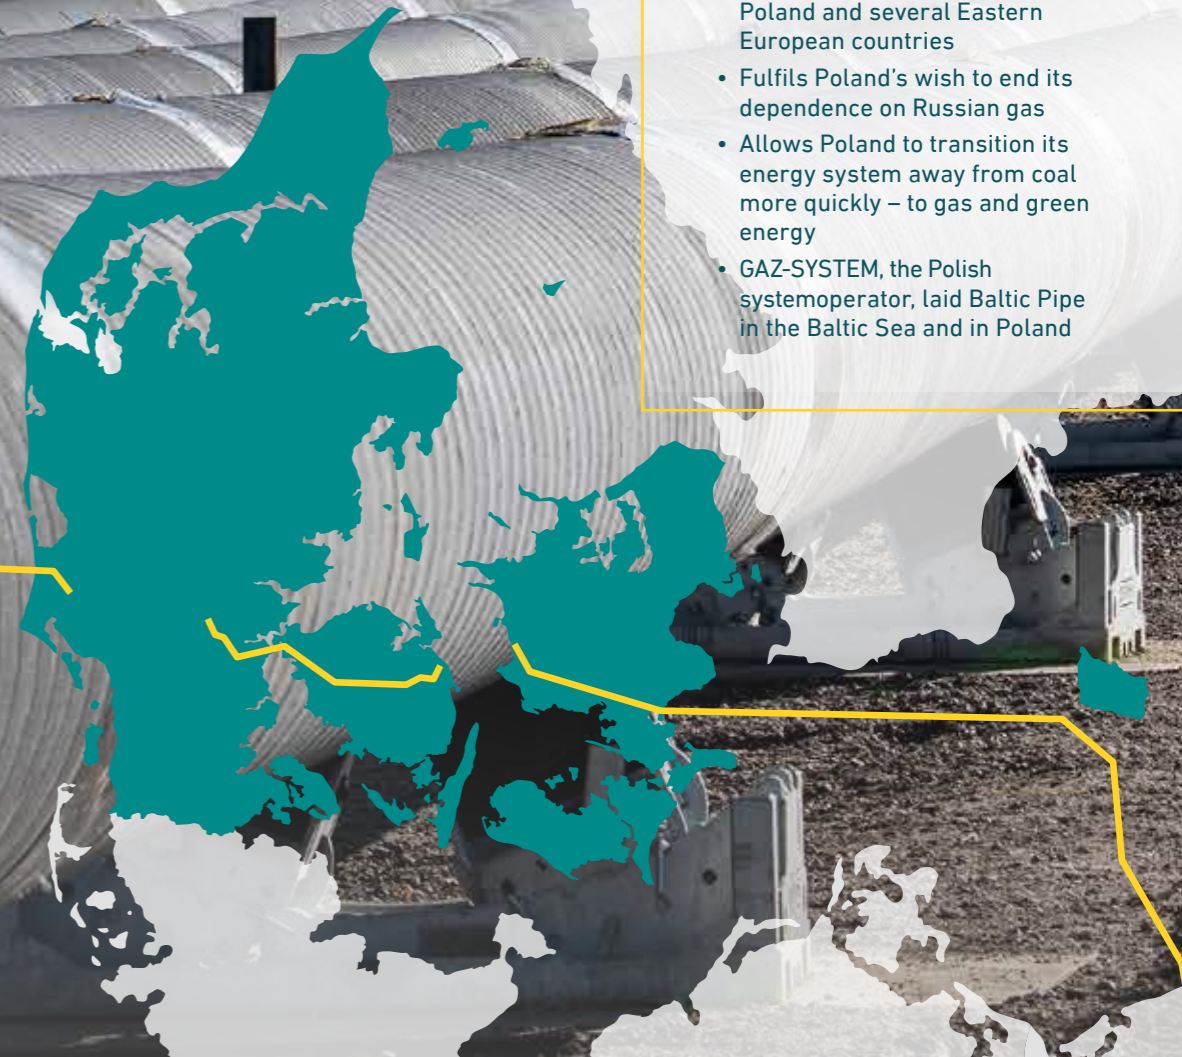 Poland and several Eastern
European countries
• Fulfils Poland's wish to end its
dependence on Russian gas
• Allows Poland to transition its
energy system away from coal
more quickly – to gas and green
energy
• GAZ-SYSTEM, the Polish
systemoperator, laid Baltic Pipe
in the Baltic Sea and in Poland